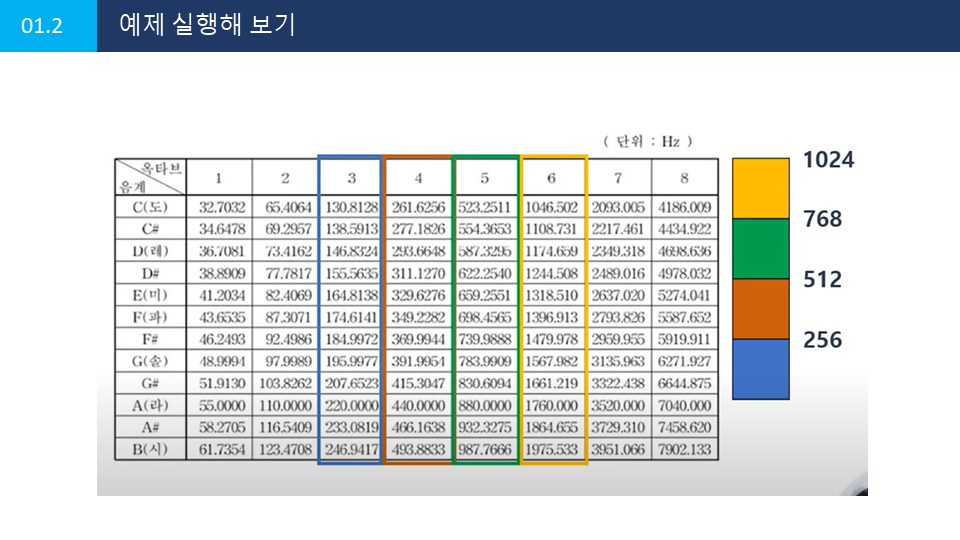 01.2 예제 실행해 보기
( 단위 : Hz )
옥타브 음계 1 2 3 4 5 6 7 8
C(도) 32.7032 65.4064 130.8128 261.6256 523.2511 1046.502 2093.005 4186.009
C# 34.6478 69.2957 138.5913 277.1826 554.3653 1108.731 2217.461 4434.922
D(레) 36.7081 73.4162 146.8324 293.6648 587.3295 1174.659 2349.318 4698.636
D# 38.8909 77.7817 155.5635 311.1270 622.2540 1244.508 2489.016 4978.032
E(미) 41.2034 82.4069 164.8138 329.6276 659.2551 1318.510 2637.020 5274.041
F(파) 43.6535 87.3071 174.6141 349.2282 698.4565 1396.913 2793.826 5587.652
F# 46.2493 92.4986 184.9972 369.9944 739.9888 1479.978 2959.955 5919.911
G(솔) 48.9994 97.9989 195.9977 391.9954 783.9909 1567.982 3135.963 6271.927
G# 51.9130 103.8262 207.6523 415.3047 830.6094 1661.219 3322.438 6644.875
A(라) 55.0000 110.0000 220.0000 440.0000 880.0000 1760.000 3520.000 7040.000
A# 58.2705 116.5409 233.0819 466.1638 932.3275 1864.655 3729.310 7458.620
B(시) 61.7354 123.4708 246.9417 493.8833 987.7666 1975.533 3951.066 7902.133
1024
768
512
256